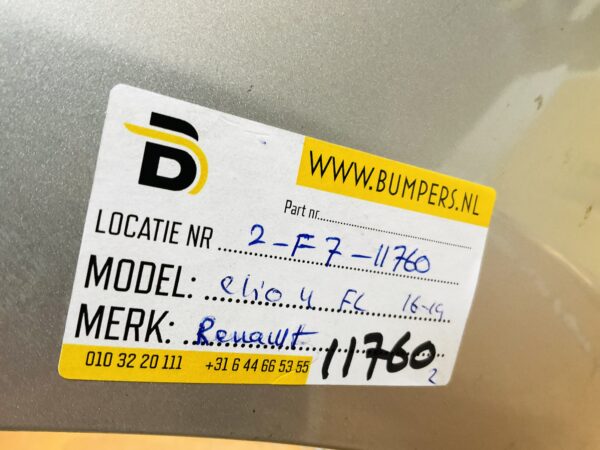 B
WWW.BUMPERS.NL
Part nr.
LOCATIE NR 2-F7-11760
MODEL: clio 4 FL 16-19
MERK: Renault 11760
010 32 20 111 +31 6 44 66 53 55
2